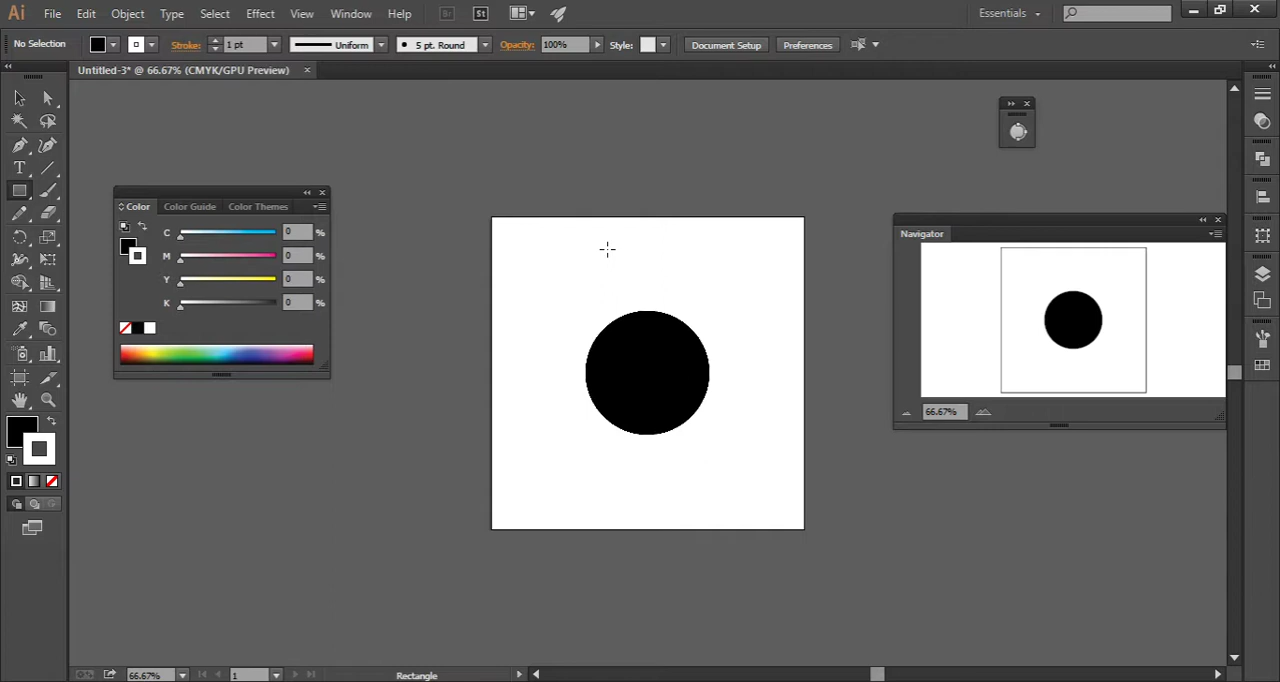 Ai File Edit Object Type Select Effect View Window Help Br St Essentials
No Selection Stroke: 1 pt Uniform 5 pt. Round Opacity: 100% Style: Document Setup Preferences
Untitled-3* @ 66.67% (CMYK/GPU Preview) ×
Color Color Guide Color Themes
C 0 %
M 0 %
Y 0 %
K 0 %
Navigator
66.67%
T
66.67% 1 Rectangle